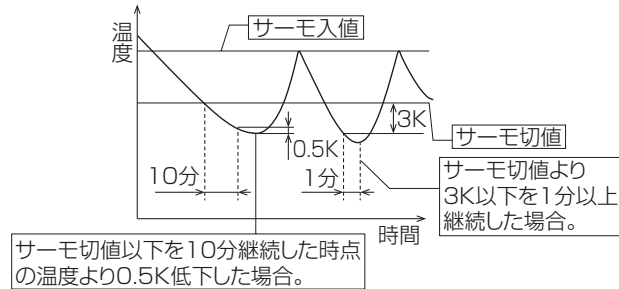 温度
サーモ入値
3K
サーモ切値
0.5K
10分
1分
サーモ切値より
3K以下を1分以上
継続した場合。
時間
サーモ切値以下を10分継続した時点
の温度より0.5K低下した場合。